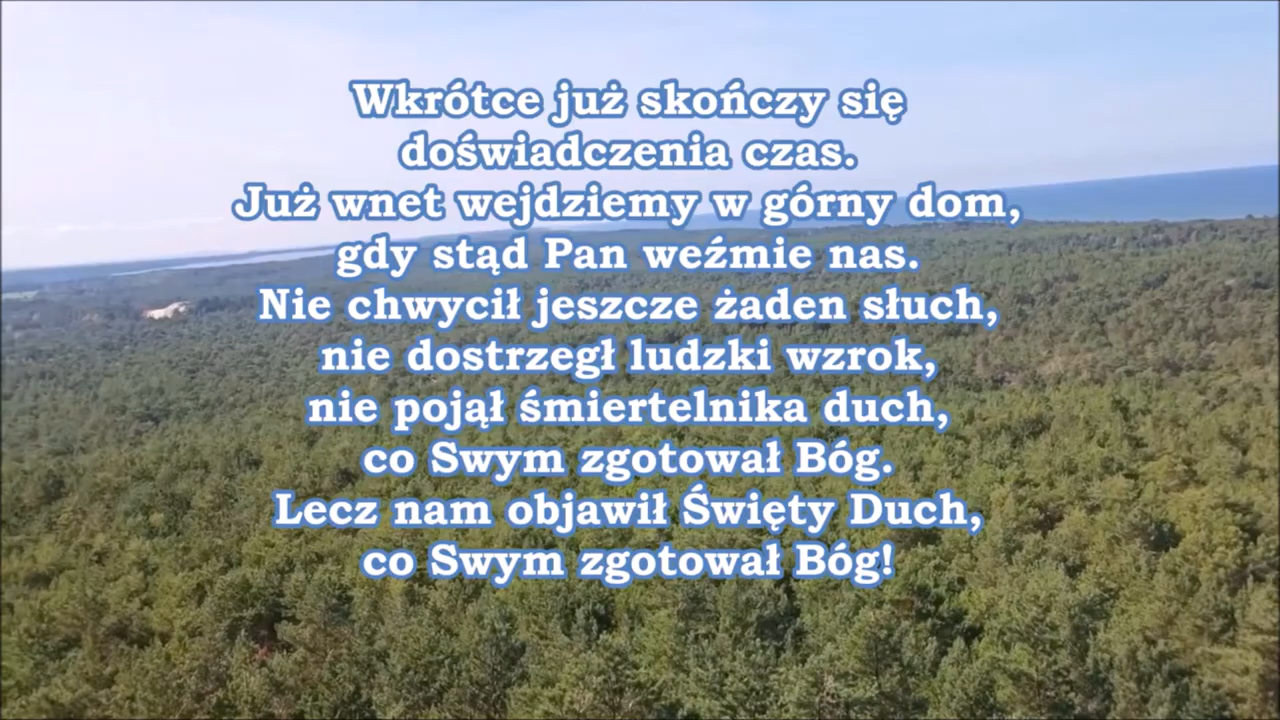 Wkrótce już skończy się
doświadczenia czas.
Już wnet wejdziemy w górny dom,
gdy stąd Pan weźmie nas.
Nie chwycił jeszcze żaden słuch,
nie dostrzegł ludzki wzrok,
nie pojął śmiertelnika duch,
co Swym zgotował Bóg.
Lecz nam objawił Święty Duch,
co Swym zgotował Bóg!